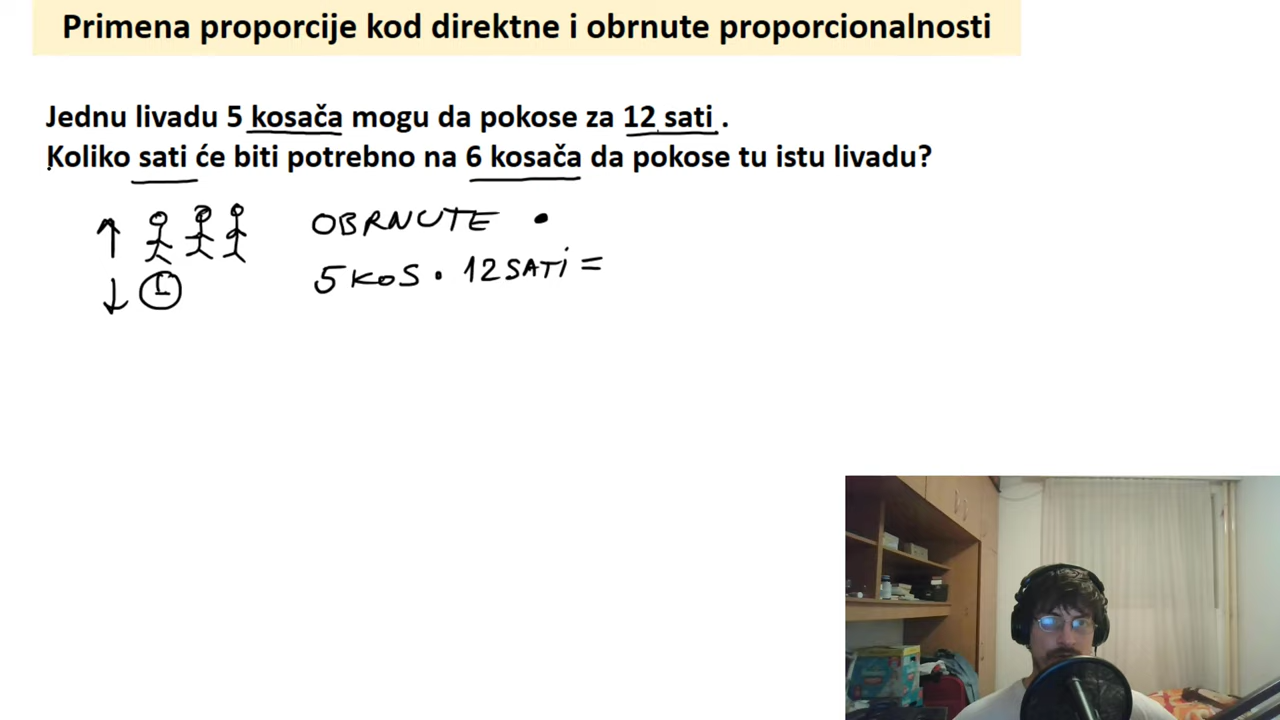 Primena proporcije kod direktne i obrnute proporcionalnosti
Jednu livadu 5 kosača mogu da pokose za 12 sati .
Koliko sati će biti potrebno na 6 kosača da pokose tu istu livadu?
OBRNUTE •
5 KOS • 12 SATI =